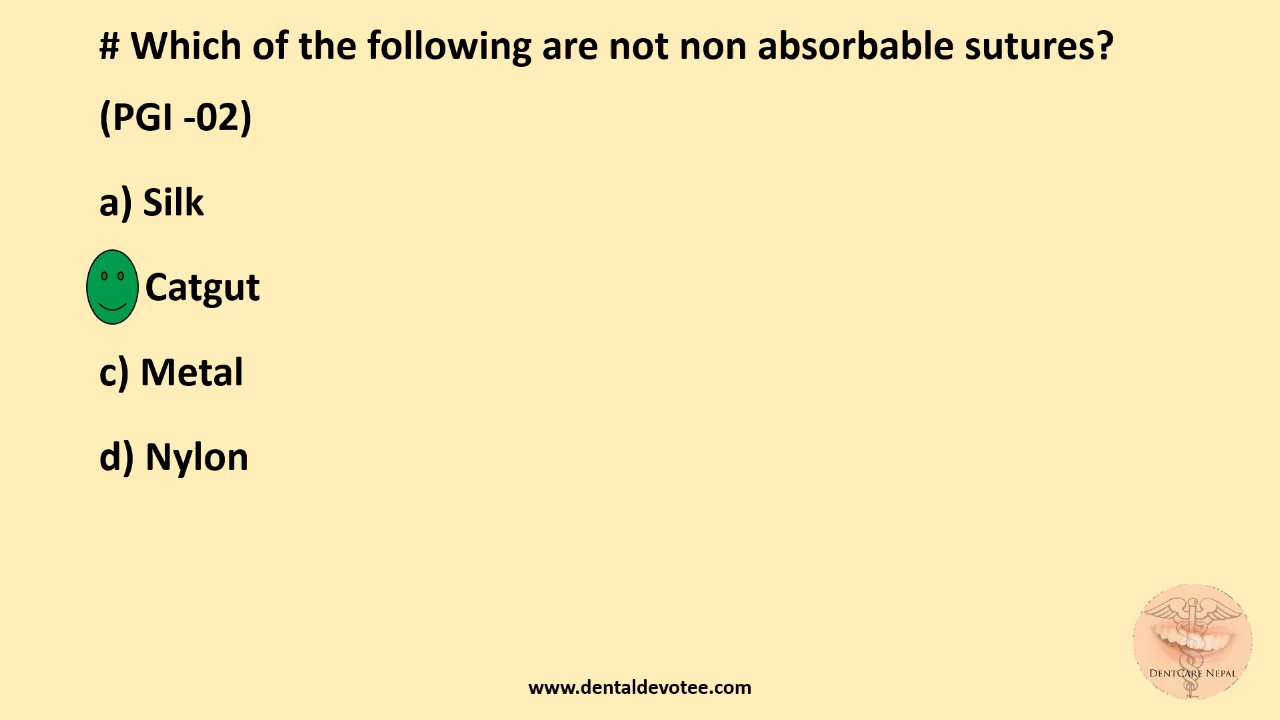 # Which of the following are not non absorbable sutures?
(PGI -02)
a) Silk
Catgut
c) Metal
d) Nylon
DentCare Nepal
www.dentaldevotee.com